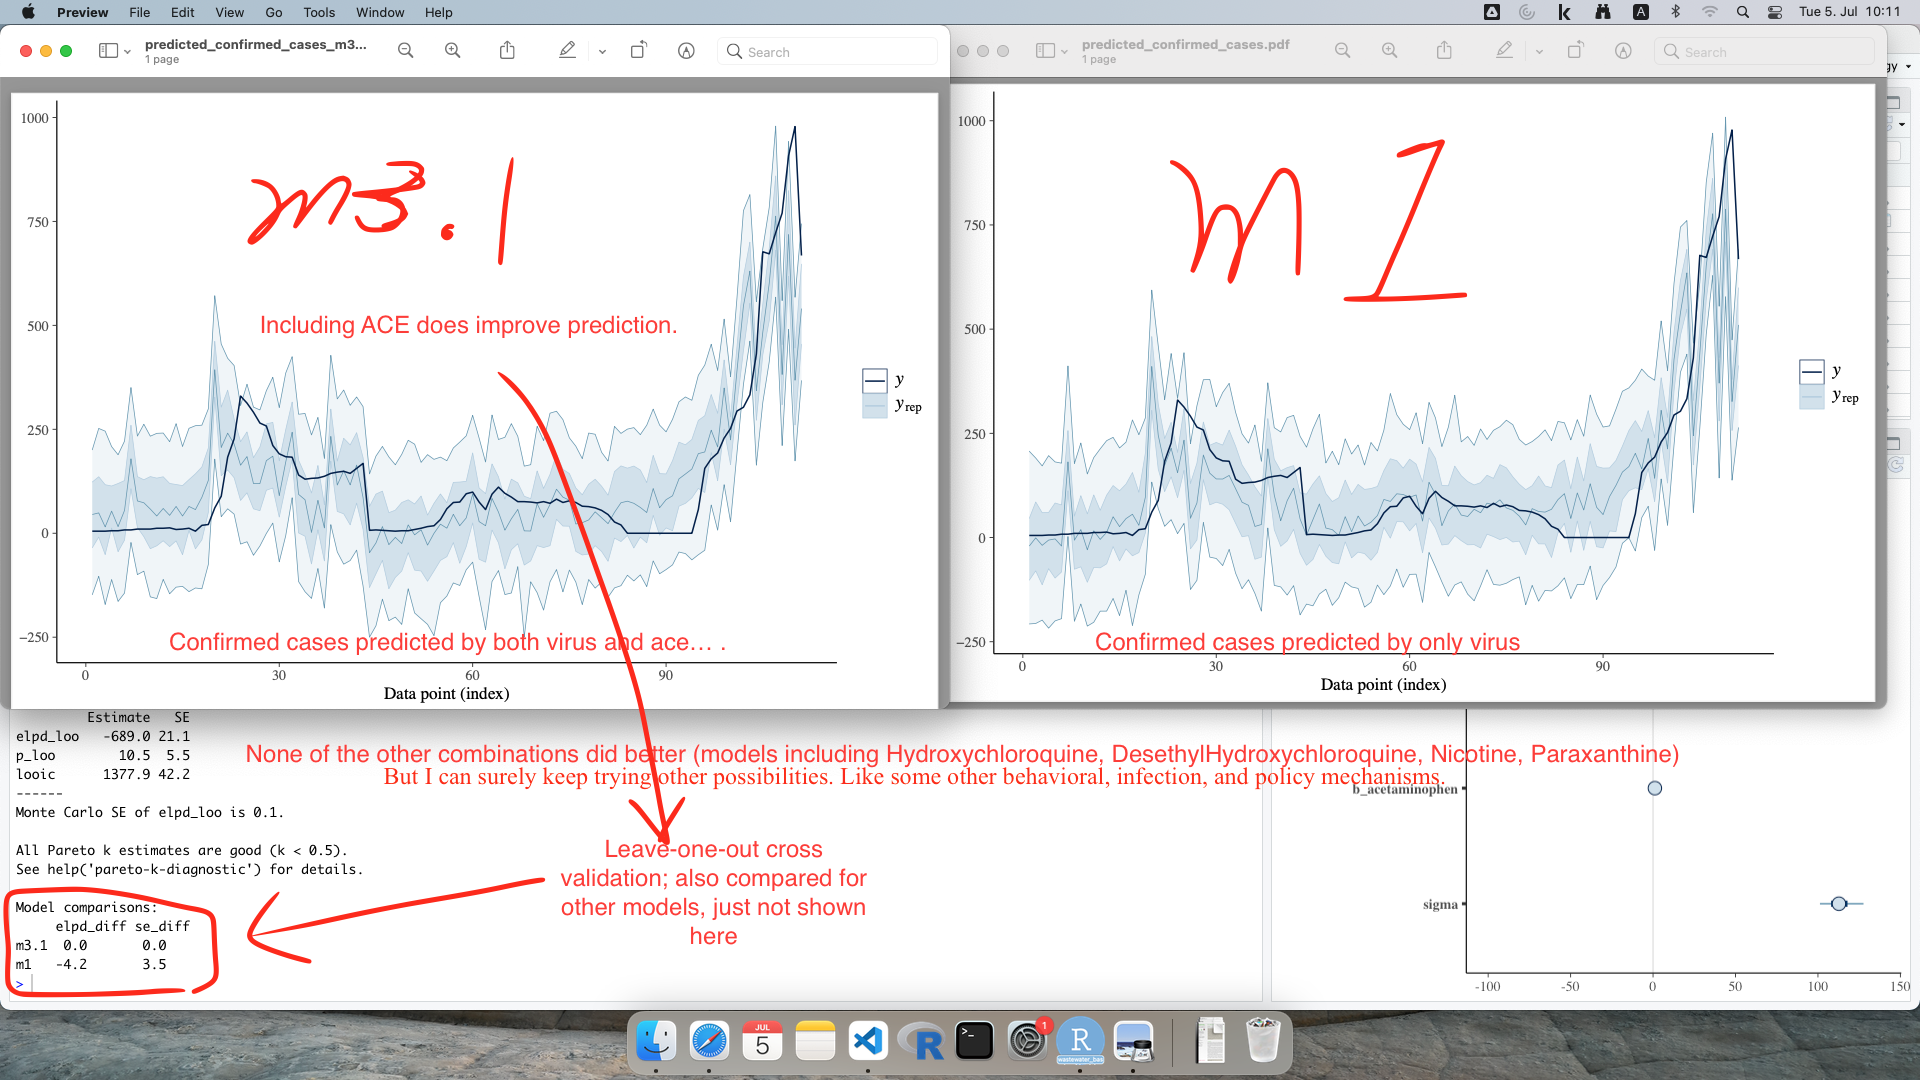 Preview File Edit View Go Tools Window Help
A
Tue 5. Jul 10:11
predicted_confirmed_cases_m3...
1 page
Search
predicted_confirmed_cases.pdf
1 page
Search
gy
1000
750
500
250
0
−250
0 30 60 90
Data point (index)
y
yrep
m3.1
Including ACE does improve prediction.
Confirmed cases predicted by both virus and ace… .
1000
750
500
250
0
−250
0 30 60 90
Data point (index)
y
yrep
m 1
Confirmed cases predicted by only virus
Estimate SE
elpd_loo -689.0 21.1
p_loo 10.5 5.5
looic 1377.9 42.2
------
Monte Carlo SE of elpd_loo is 0.1.
All Pareto k estimates are good (k < 0.5).
See help('pareto-k-diagnostic') for details.
Model comparisons:
elpd_diff se_diff
m3.1 0.0 0.0
m1 -4.2 3.5
>
None of the other combinations did better (models including Hydroxychloroquine, DesethylHydroxychloroquine, Nicotine, Paraxanthine)
But I can surely keep trying other possibilities. Like some other behavioral, infection, and policy mechanisms.
Leave-one-out cross
validation; also compared for
other models, just not shown
here
b_acetaminophen
sigma
-100 -50 0 50 100 150
JUL
5
R
>_
1
R
wastewater_bas